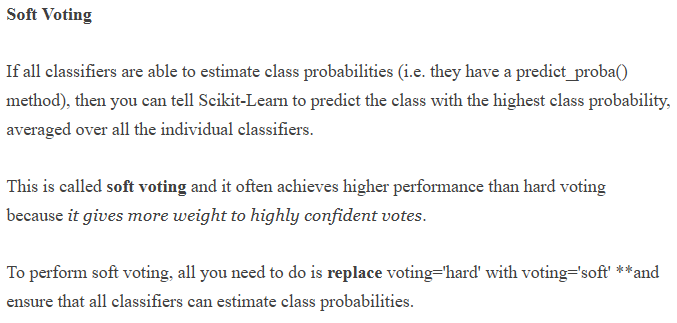 Soft Voting
If all classifiers are able to estimate class probabilities (i.e. they have a predict_proba()
method), then you can tell Scikit-Learn to predict the class with the highest class probability,
averaged over all the individual classifiers.
This is called soft voting and it often achieves higher performance than hard voting
because it gives more weight to highly confident votes.
To perform soft voting, all you need to do is replace voting='hard' with voting='soft' **and
ensure that all classifiers can estimate class probabilities.